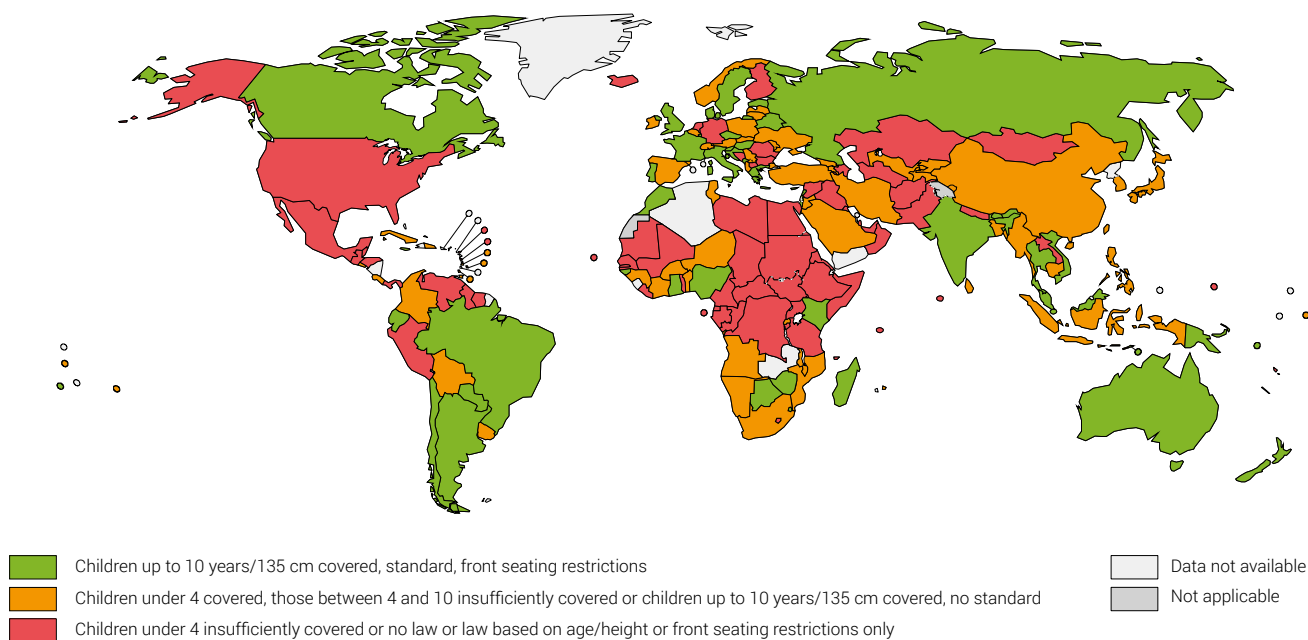 Children up to 10 years/135 cm covered, standard, front seating restrictions
Children under 4 covered, those between 4 and 10 insufficiently covered or children up to 10 years/135 cm covered, no standard
Children under 4 insufficiently covered or no law or law based on age/height or front seating restrictions only
Data not available
Not applicable